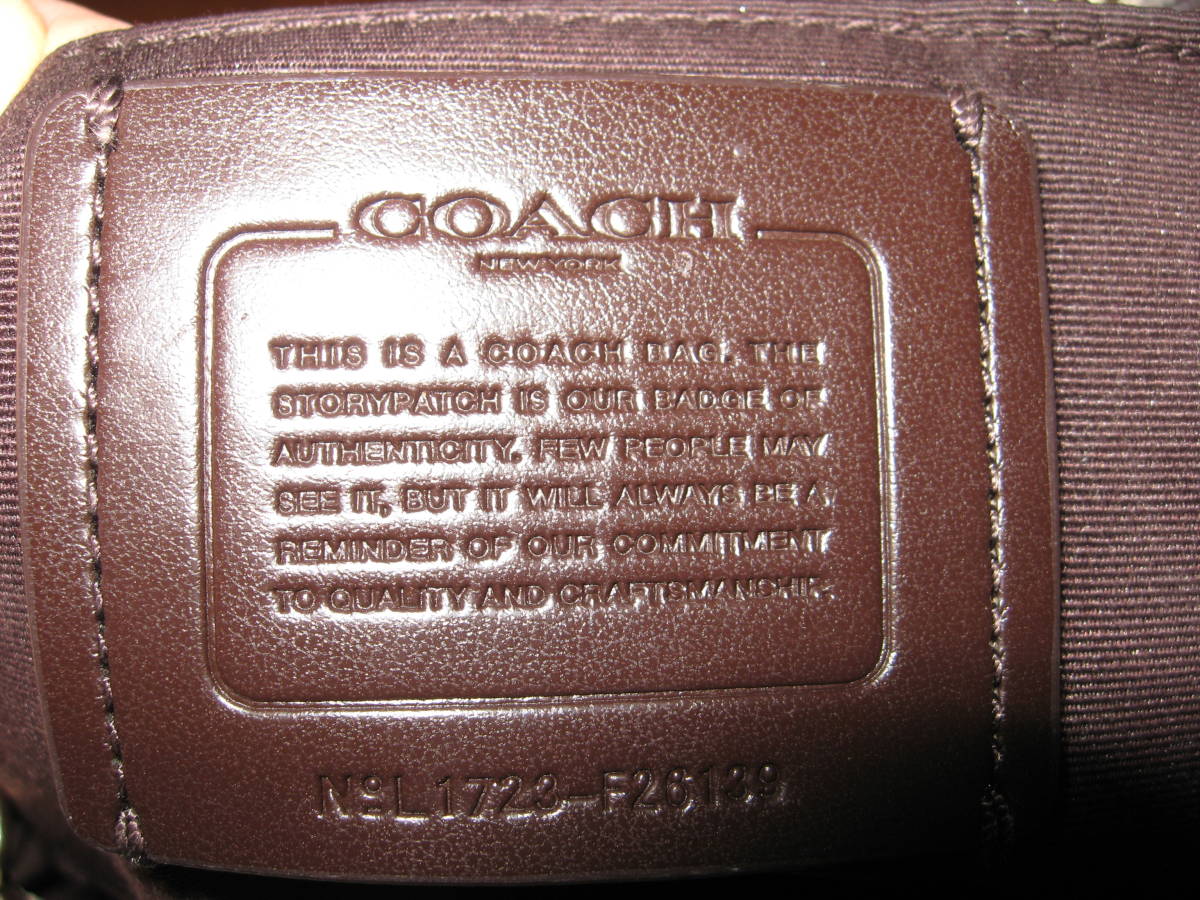 COACH
NEW YORK
THIS IS A COACH BAG. THE
STORYPATCH IS OUR BADGE OF
AUTHENTICITY. FEW PEOPLE MAY
SEE IT, BUT IT WILL ALWAYS BE A
REMINDER OF OUR COMMITMENT
TO QUALITY AND CRAFTSMANSHIP.
Nº L1723-F26139